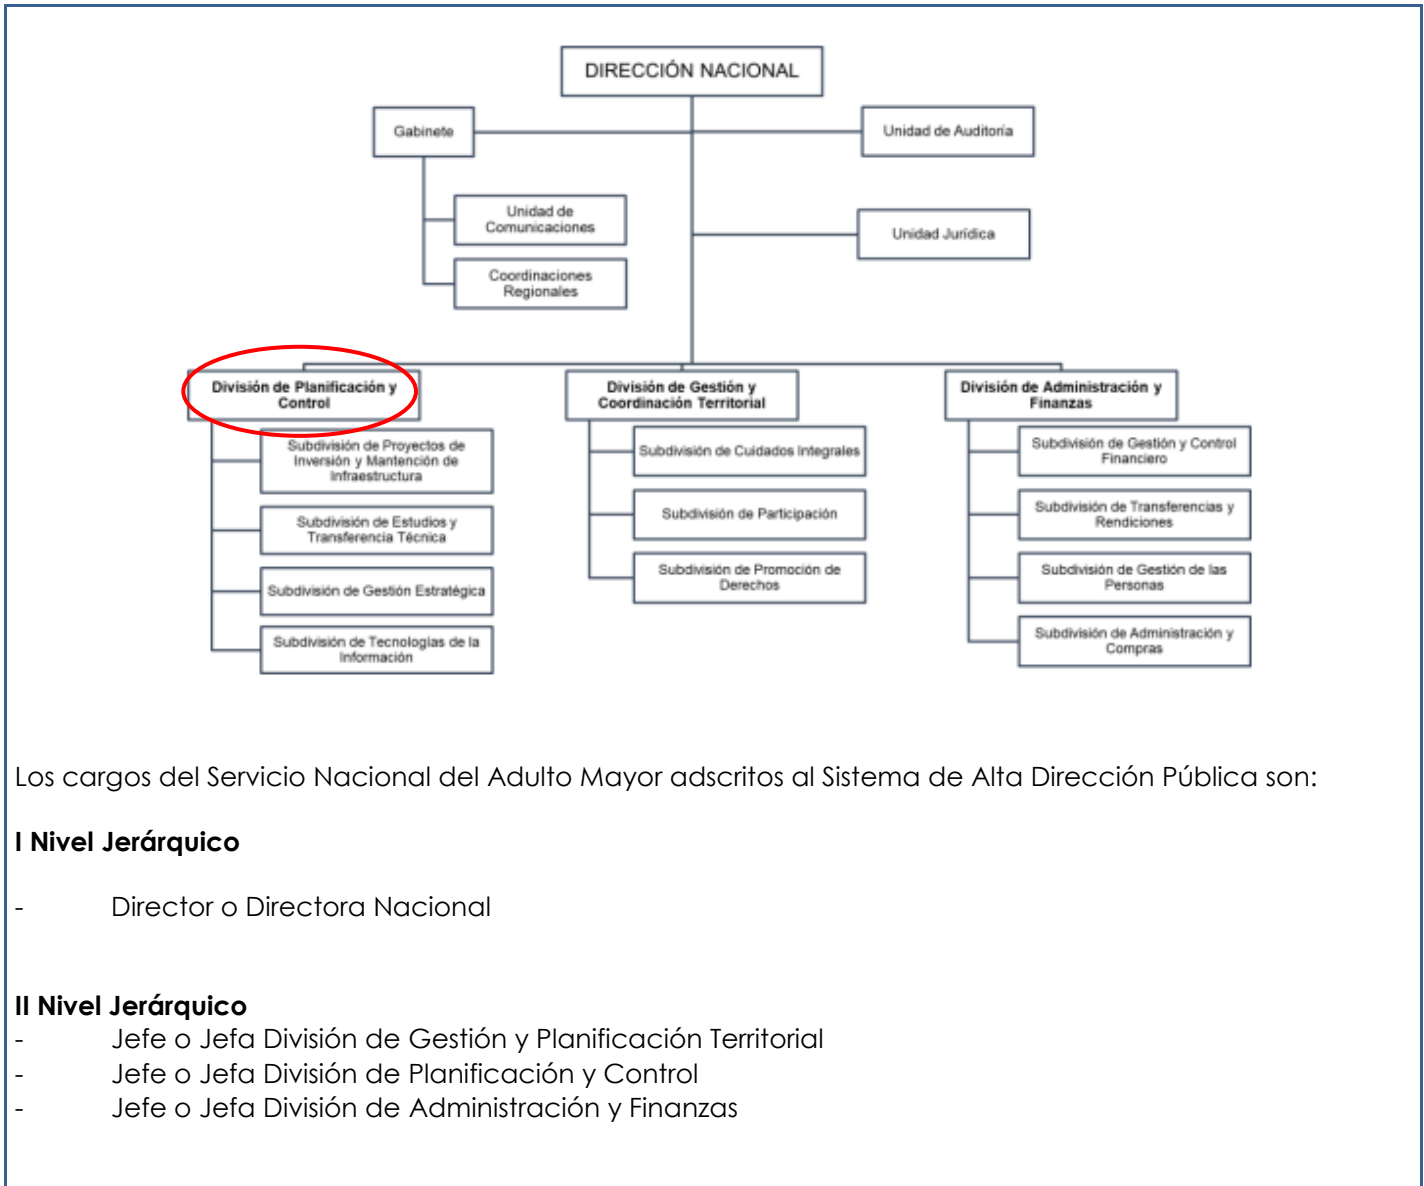 DIRECCIÓN NACIONAL
Gabinete
Unidad de Auditoría
Unidad de
Comunicaciones
Unidad Jurídica
Coordinaciones
Regionales
División de Planificación y
Control
Subdivisión de Proyectos de
Inversión y Mantención de
Infraestructura
Subdivisión de Estudios y
Transferencia Técnica
Subdivisión de Gestión Estratégica
Subdivisión de Tecnologías de la
Información
División de Gestión y
Coordinación Territorial
Subdivisión de Cuidados Integrales
Subdivisión de Participación
Subdivisión de Promoción de
Derechos
División de Administración y
Finanzas
Subdivisión de Gestión y Control
Financiero
Subdivisión de Transferencias y
Rendiciones
Subdivisión de Gestión de las
Personas
Subdivisión de Administración y
Compras
Los cargos del Servicio Nacional del Adulto Mayor adscritos al Sistema de Alta Dirección Pública son:
I Nivel Jerárquico
- Director o Directora Nacional
II Nivel Jerárquico
- Jefe o Jefa División de Gestión y Planificación Territorial
- Jefe o Jefa División de Planificación y Control
- Jefe o Jefa División de Administración y Finanzas